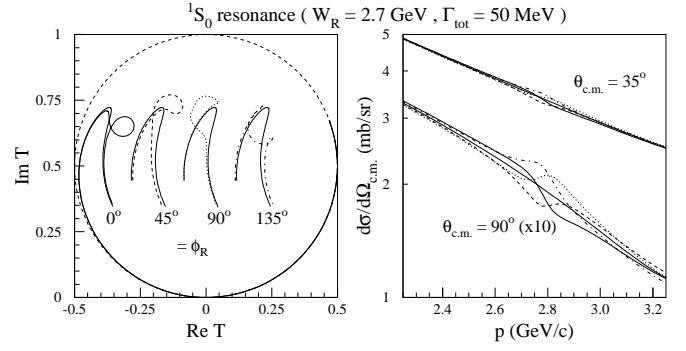 ¹S₀ resonance ( W_R = 2.7 GeV , Γ_tot = 50 MeV)
Im T
1
0.75
0.5
0.25
0
0° 45° 90° 135°
= ϕ_R
-0.5 -0.25 0 0.25 0.5
Re T
dσ/dΩ_c.m. (mb/sr)
5
4
3
2
1
θ_c.m. = 35°
θ_c.m. = 90° (x10)
2.4 2.6 2.8 3.0 3.2
p (GeV/c)